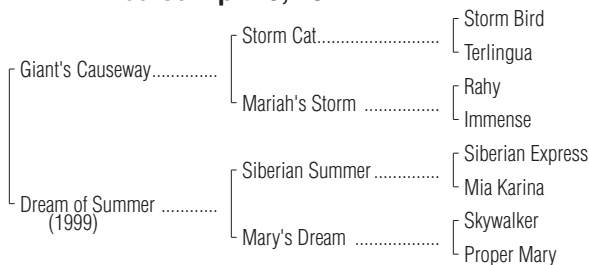 Storm Bird
Storm Cat........................
Terlingua
Giant's Causeway.............
Rahy
Mariah's Storm ...............
Immense
Siberian Express
Siberian Summer...............
Mia Karina
Dream of Summer ...........
(1999)
Skywalker
Mary's Dream .................
Proper Mary